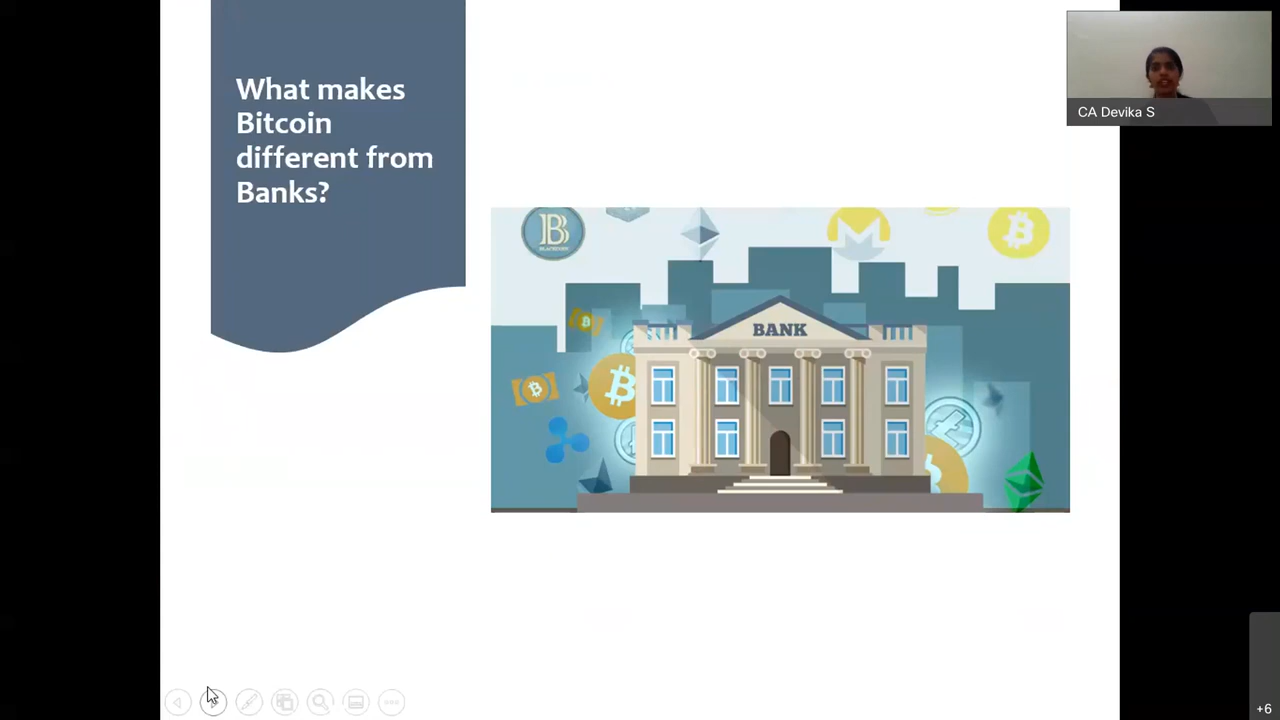 What makes
Bitcoin
different from
Banks?
CA Devika S
BANK
+6